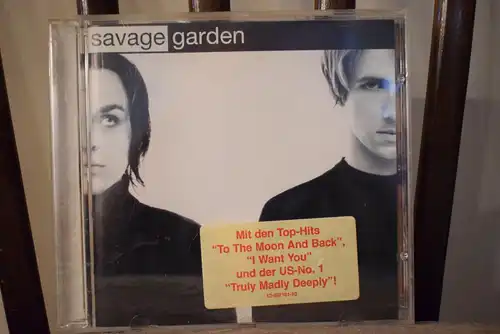 savage garden
Mit den Top-Hits
"To The Moon And Back",
"I Want You"
und der US-No. 1
"Truly Madly Deeply"!